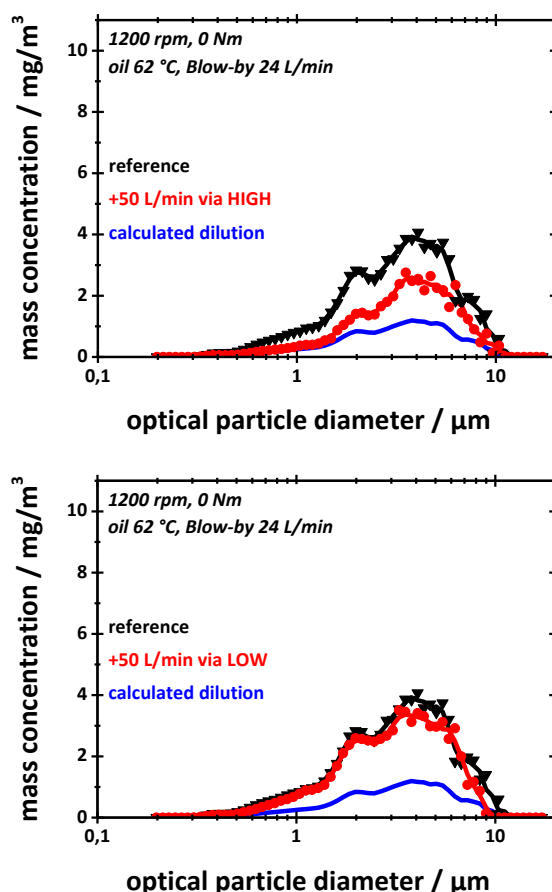 1200 rpm, 0 Nm
oil 62 °C, Blow-by 24 L/min
reference
+50 L/min via HIGH
calculated dilution
mass concentration / mg/m³
10
8
6
4
2
0
0,1
1
10
optical particle diameter / µm
1200 rpm, 0 Nm
oil 62 °C, Blow-by 24 L/min
reference
+50 L/min via LOW
calculated dilution
mass concentration / mg/m³
10
8
6
4
2
0
0,1
1
10
optical particle diameter / µm